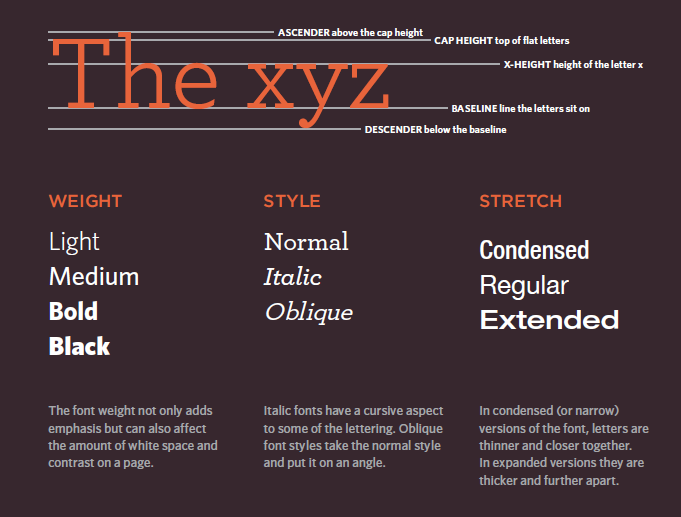 The xyz
ASCENDER above the cap height
CAP HEIGHT top of flat letters
X-HEIGHT height of the letter x
BASELINE line the letters sit on
DESCENDER below the baseline
WEIGHT
Light
Medium
Bold
Black
The font weight not only adds
emphasis but can also affect
the amount of white space and
contrast on a page.
STYLE
Normal
Italic
Oblique
Italic fonts have a cursive aspect
to some of the lettering. Oblique
font styles take the normal style
and put it on an angle.
STRETCH
Condensed
Regular
Extended
In condensed (or narrow)
versions of the font, letters are
thinner and closer together.
In expanded versions they are
thicker and further apart.